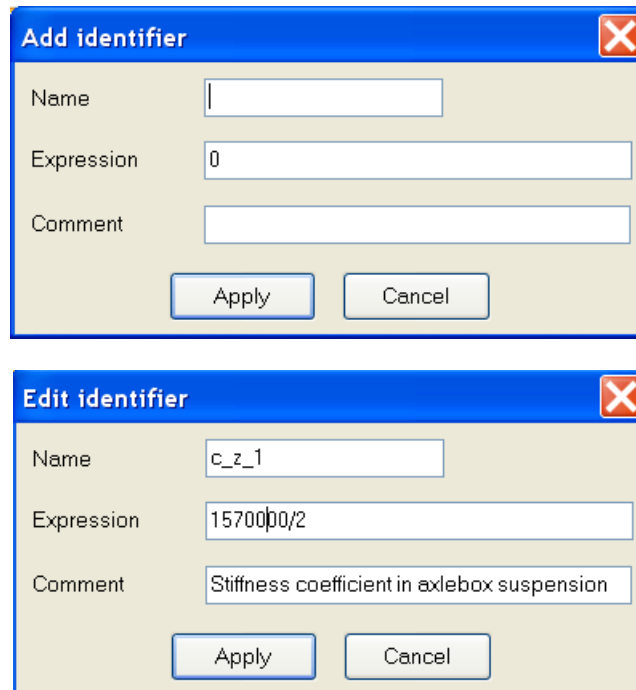 Add identifier
Name
Expression 0
Comment
Apply Cancel
Edit identifier
Name c_z_1
Expression 1570000/2
Comment Stiffness coefficient in axlebox suspension
Apply Cancel